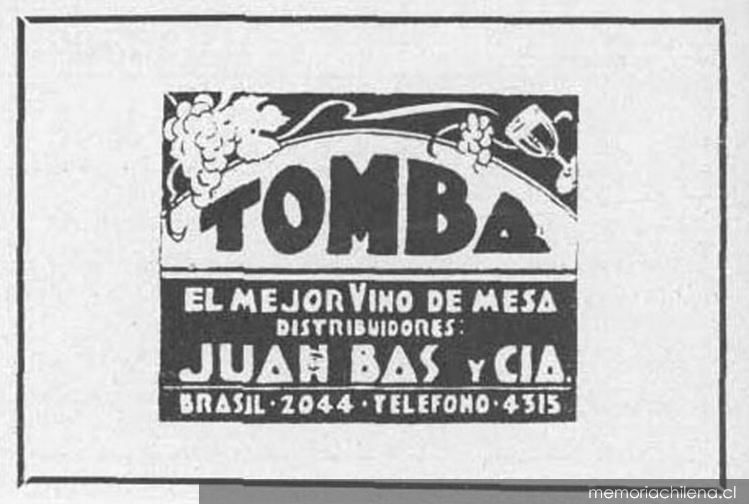 TOMBA
EL MEJOR VINO DE MESA
DISTRIBUIDORES:
JUAN BAS Y CIA.
BRASIL · 2044 · TELEFONO · 4315
memoriachilena.cl